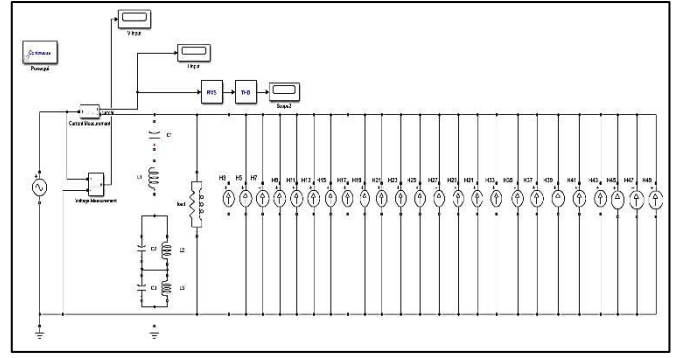 V Input
Continuous
Powergui
I Input
RMS
THD
Scope2
Current Measurement
C1
L1
Voltage Measurement
load
C2
L2
C3
H3 H5 H7 H9 H11 H13 H15 H17 H19 H21 H23 H25 H27 H29 H31 H33 H35 H37 H39 H41 H43 H45 H47 H49